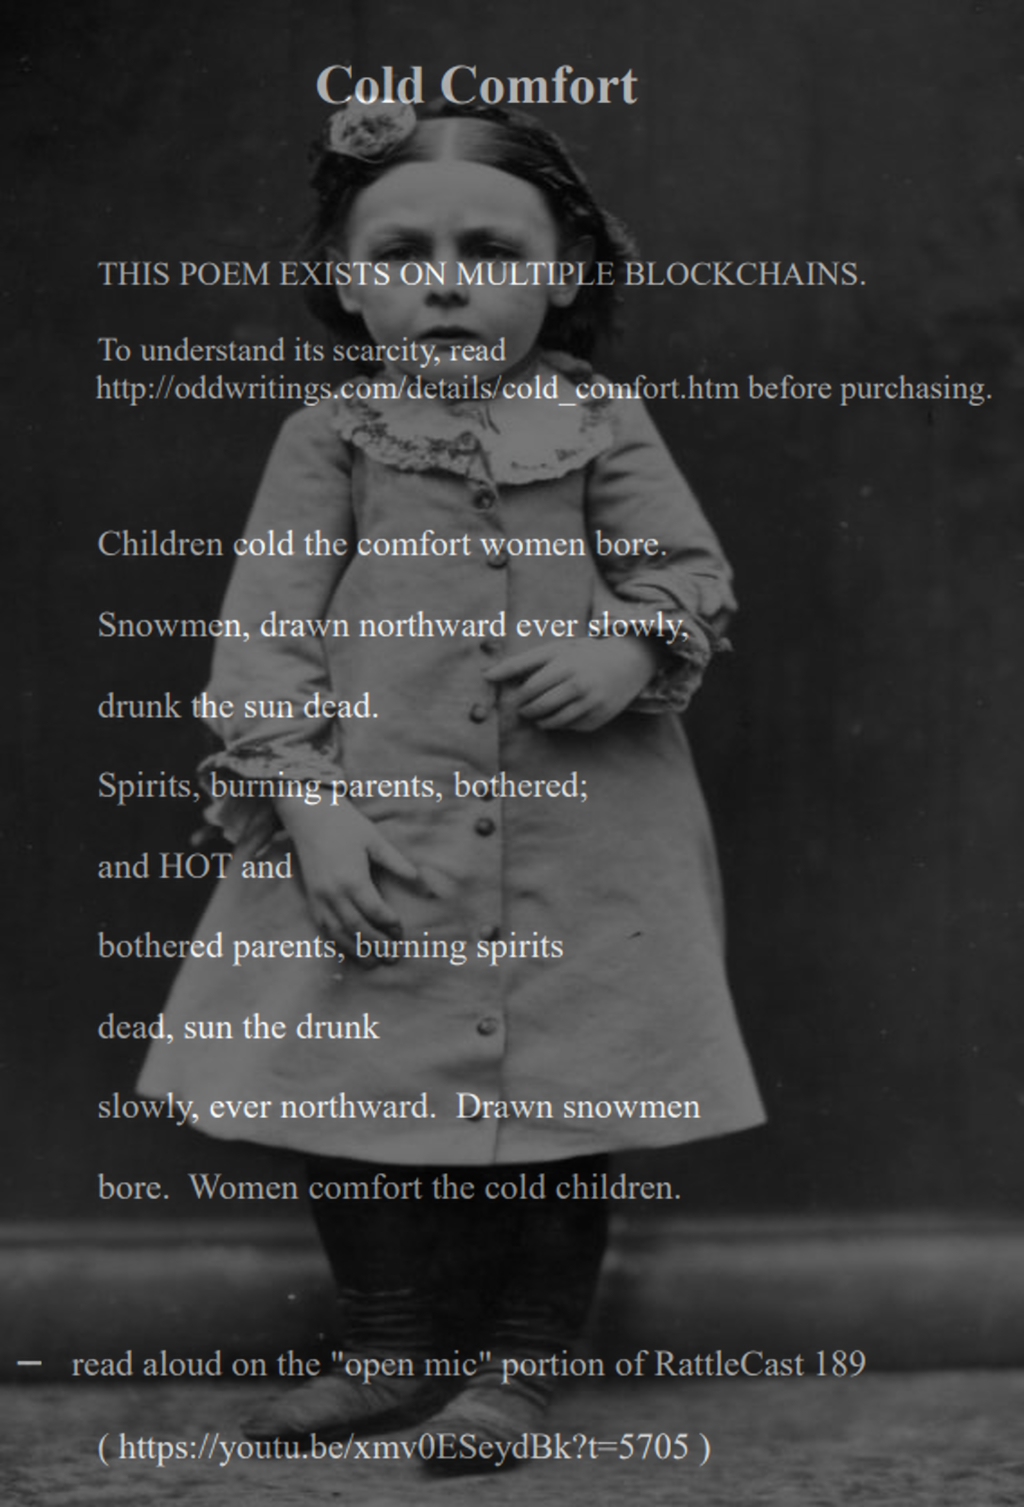 Cold Comfort
THIS POEM EXISTS ON MULTIPLE BLOCKCHAINS.
To understand its scarcity, read
http://oddwritings.com/details/cold_comfort.htm before purchasing.
Children cold the comfort women bore.
Snowmen, drawn northward ever slowly,
drunk the sun dead.
Spirits, burning parents, bothered;
and HOT and
bothered parents, burning spirits
dead, sun the drunk
slowly, ever northward.  Drawn snowmen
bore.  Women comfort the cold children.
– read aloud on the "open mic" portion of RattleCast 189
( https://youtu.be/xmv0ESeydBk?t=5705 )